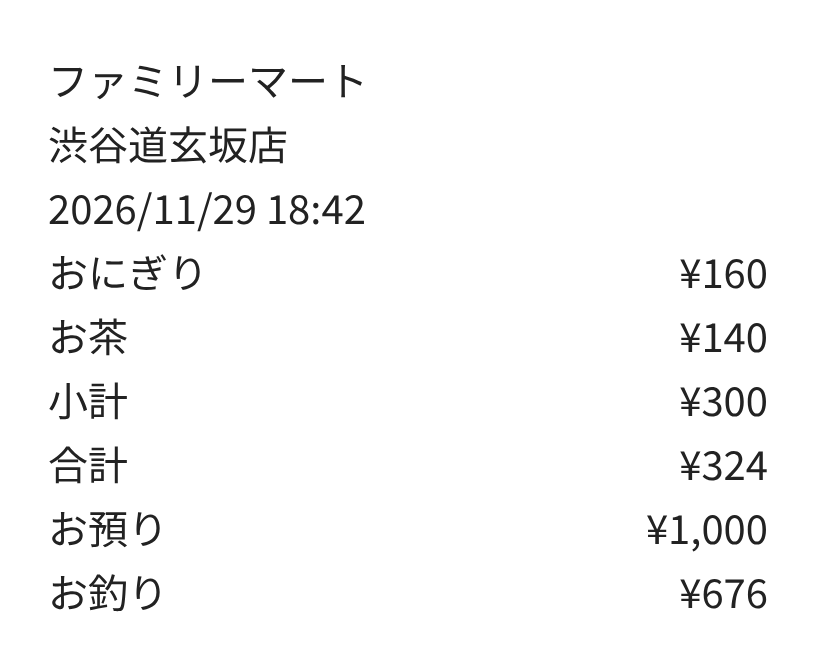 ファミリーマート
渋谷道玄坂店
2026/11/29 18:42
おにぎり ¥160
お茶 ¥140
小計 ¥300
合計 ¥324
お預り ¥1,000
お釣り ¥676